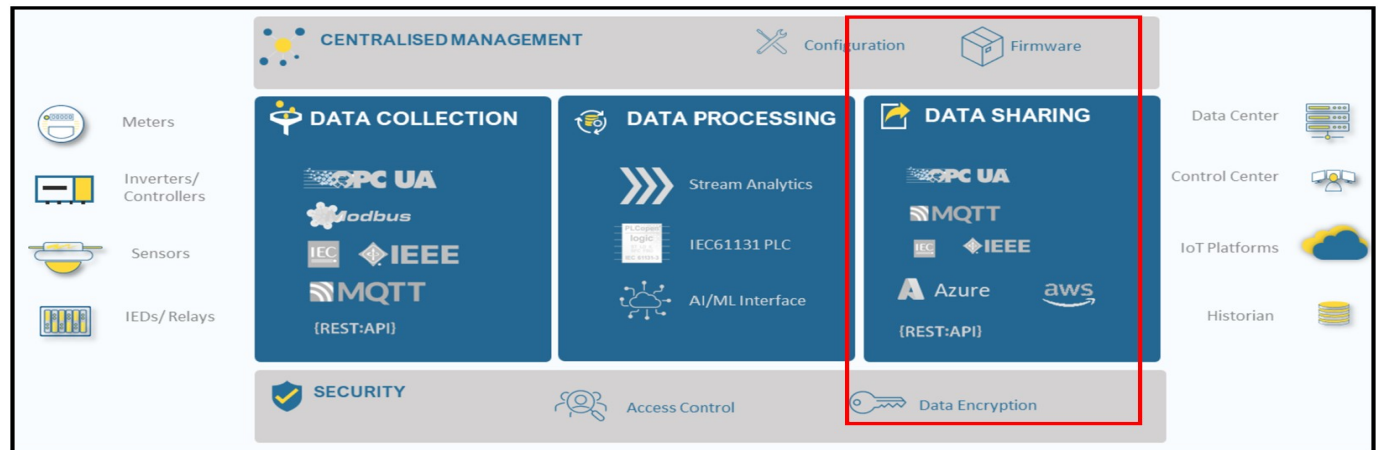 CENTRALISED MANAGEMENT
Configuration
Firmware
Meters
Inverters/
Controllers
Sensors
IEDs/ Relays
DATA COLLECTION
OPC UA
Modbus
IEC
IEEE
MQTT
{REST:API}
DATA PROCESSING
Stream Analytics
PLCopen
logic
IEC61131 PLC
AI/ML Interface
DATA SHARING
OPC UA
MQTT
IEC
IEEE
Azure
aws
{REST:API}
Data Center
Control Center
IoT Platforms
Historian
SECURITY
Access Control
Data Encryption